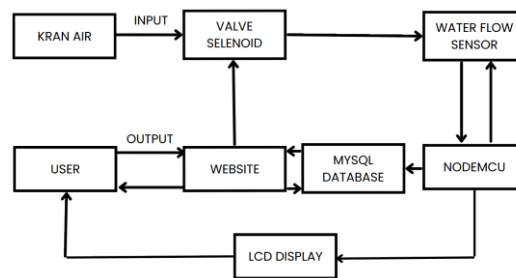 INPUT
KRAN AIR
VALVE
SELENOID
WATER FLOW
SENSOR
OUTPUT
USER
WEBSITE
MYSQL
DATABASE
NODEMCU
LCD DISPLAY